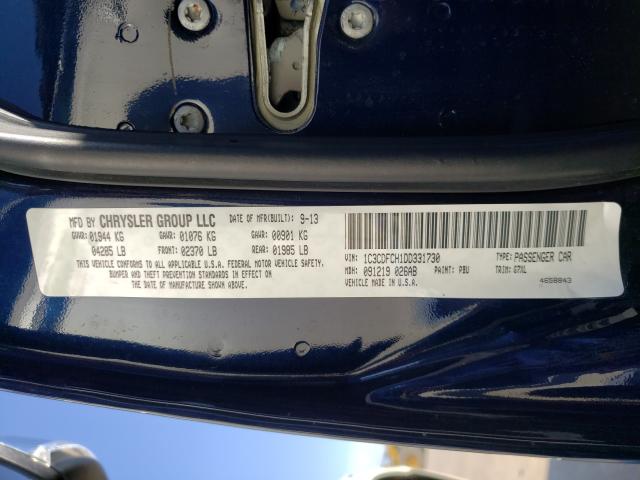 MFD BY CHRYSLER GROUP LLC DATE OF MFR(BUILT): 9-13
GVWR: 01944 KG GAWR: 01076 KG GAWR: 00901 KG
04285 LB FRONT: 02370 LB REAR: 01985 LB
THIS VEHICLE CONFORMS TO ALL APPLICABLE U.S.A. FEDERAL MOTOR VEHICLE SAFETY,
BUMPER, AND THEFT PREVENTION STANDARDS IN EFFECT ON
THE DATE OF MANUFACTURE SHOWN ABOVE.
VIN: 1C3CDFCH1DD331730 TYPE: PASSENGER CAR
MDH: 091219 026AB PAINT: PBU TRIM: G7XL
VEHICLE MADE IN U.S.A. 4658843